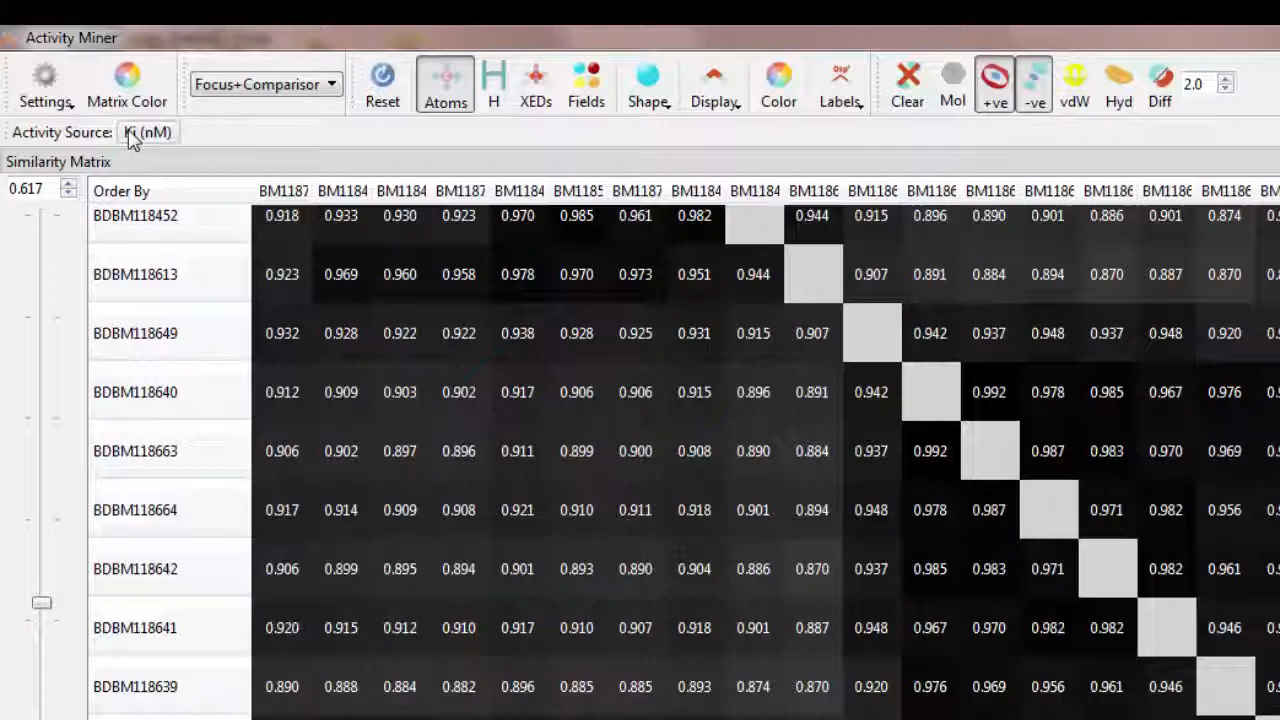 Activity Miner
Settings Matrix Color Focus+Comparisor Reset Atoms H XEDs Fields Shape Display Color Labels Clear Mol +ve -ve vdW Hyd Diff 2.0
Activity Source: Ki (nM)
Similarity Matrix
0.617 Order By BM1187 BM1184 BM1184 BM1187 BM1184 BM1185 BM1187 BM1184 BM1184 BM1186 BM1186 BM1186 BM1186 BM1186 BM1186 BM1186
BDBM118452 0.918 0.933 0.930 0.923 0.970 0.985 0.961 0.982 0.944 0.915 0.896 0.890 0.901 0.886 0.901 0.874
BDBM118613 0.923 0.969 0.960 0.958 0.978 0.970 0.973 0.951 0.944 0.907 0.891 0.884 0.894 0.870 0.887 0.870
BDBM118649 0.932 0.928 0.922 0.922 0.938 0.928 0.925 0.931 0.915 0.907 0.942 0.937 0.948 0.937 0.948 0.920
BDBM118640 0.912 0.909 0.903 0.902 0.917 0.906 0.906 0.915 0.896 0.891 0.942 0.992 0.978 0.985 0.967 0.976
BDBM118663 0.906 0.902 0.897 0.896 0.911 0.899 0.900 0.908 0.890 0.884 0.937 0.992 0.987 0.983 0.970 0.969
BDBM118664 0.917 0.914 0.909 0.908 0.921 0.910 0.911 0.918 0.901 0.894 0.948 0.978 0.987 0.971 0.982 0.956
BDBM118642 0.906 0.899 0.895 0.894 0.901 0.893 0.890 0.904 0.886 0.870 0.937 0.985 0.983 0.971 0.982 0.961
BDBM118641 0.920 0.915 0.912 0.910 0.917 0.910 0.907 0.918 0.901 0.887 0.948 0.967 0.970 0.982 0.982 0.946
BDBM118639 0.890 0.888 0.884 0.882 0.896 0.885 0.885 0.893 0.874 0.870 0.920 0.976 0.969 0.956 0.961 0.946